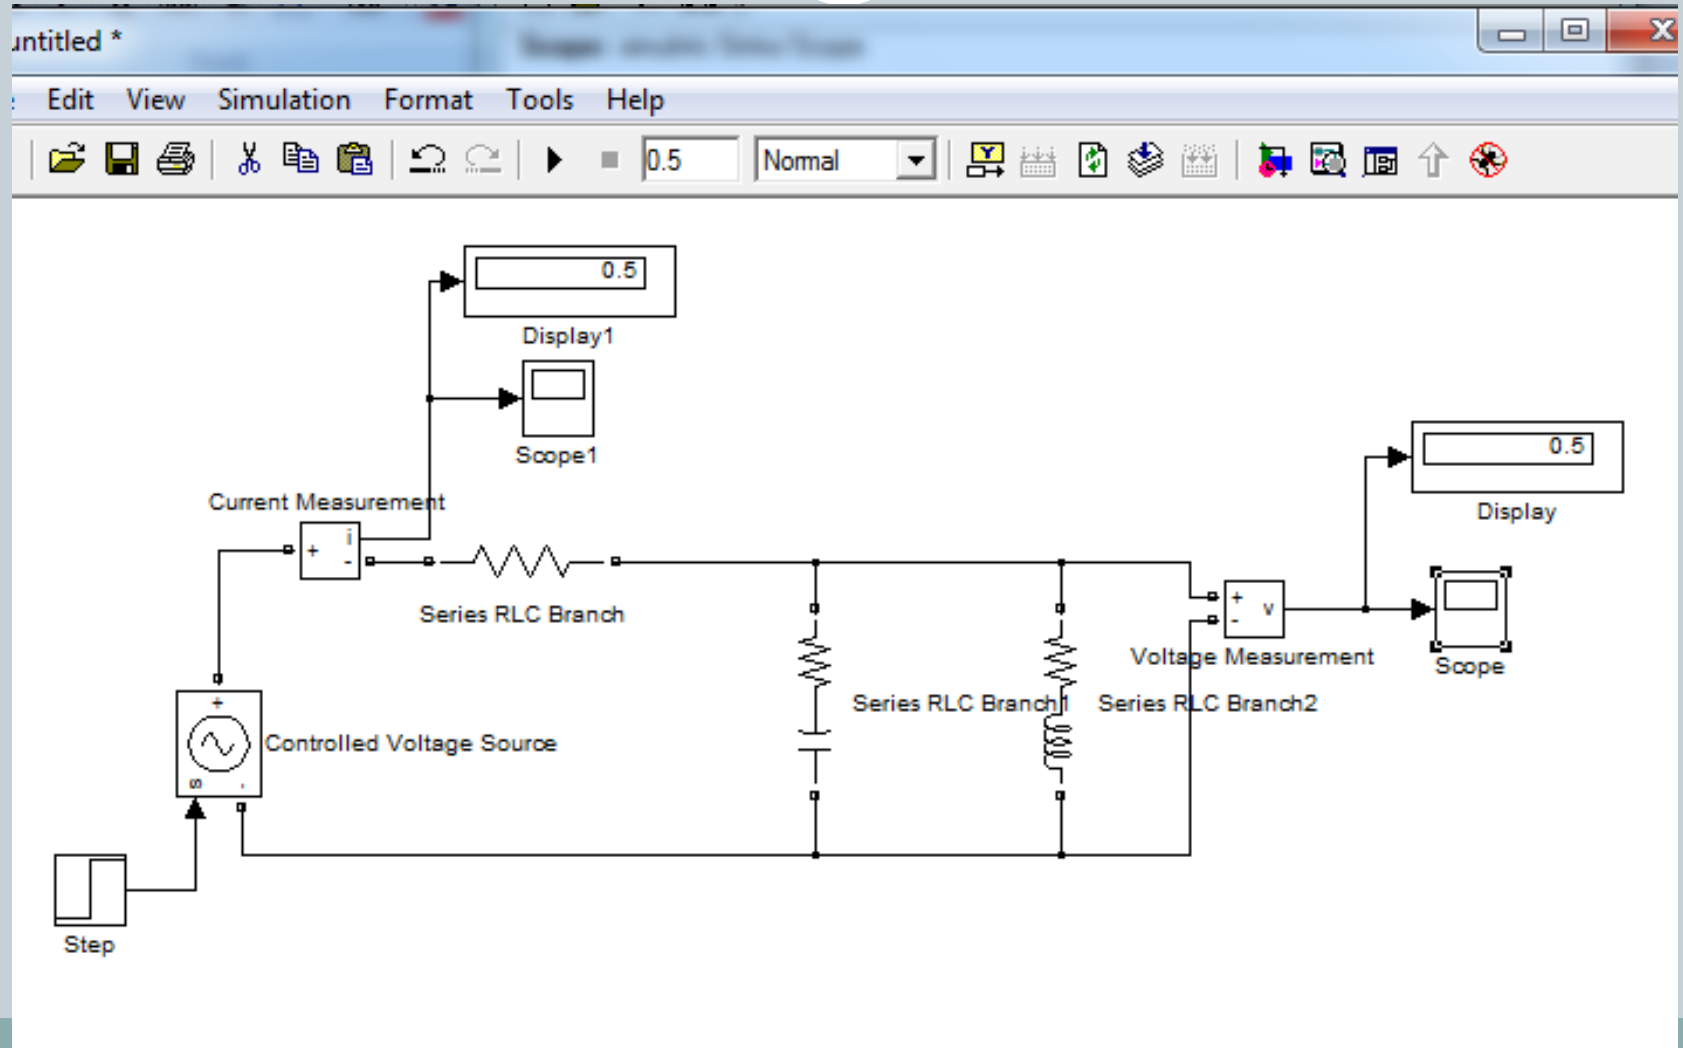 untitled *
Edit View Simulation Format Tools Help
0.5 Normal
0.5
Display1
Scope1
0.5
Display
Current Measurement
+ i -
Series RLC Branch
+ - v
Voltage Measurement
Scope
Series RLC Branch1
Series RLC Branch2
+
Controlled Voltage Source
s -
Step